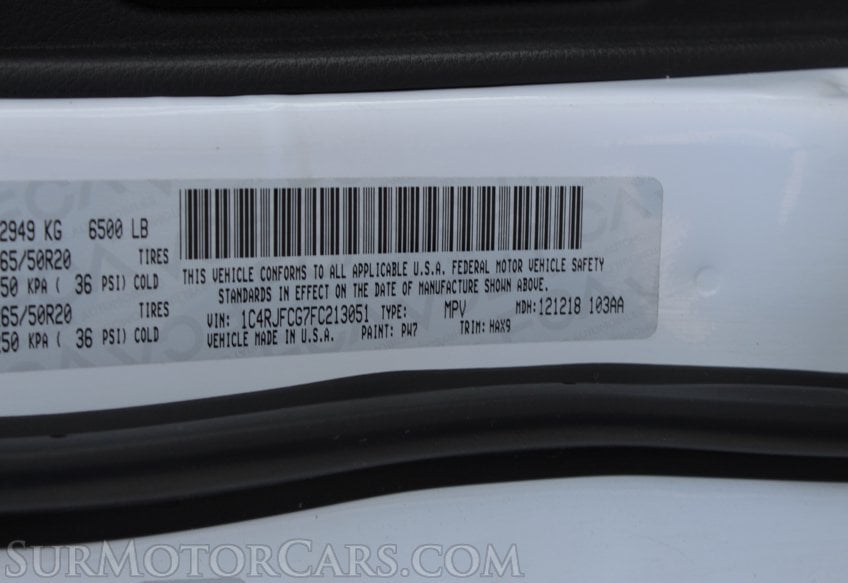 2949 KG 6500 LB
65/50R20 TIRES
50 KPA ( 36 PSI) COLD
65/50R20 TIRES
250 KPA ( 36 PSI) COLD
THIS VEHICLE CONFORMS TO ALL APPLICABLE U.S.A. FEDERAL MOTOR VEHICLE SAFETY
STANDARDS IN EFFECT ON THE DATE OF MANUFACTURE SHOWN ABOVE.
VIN: 1C4RJFCG7FC213051 TYPE: MPV MDH:121218 103AA
VEHICLE MADE IN U.S.A. PAINT: PW7 TRIM: HAX9
SURMOTORCARS.COM